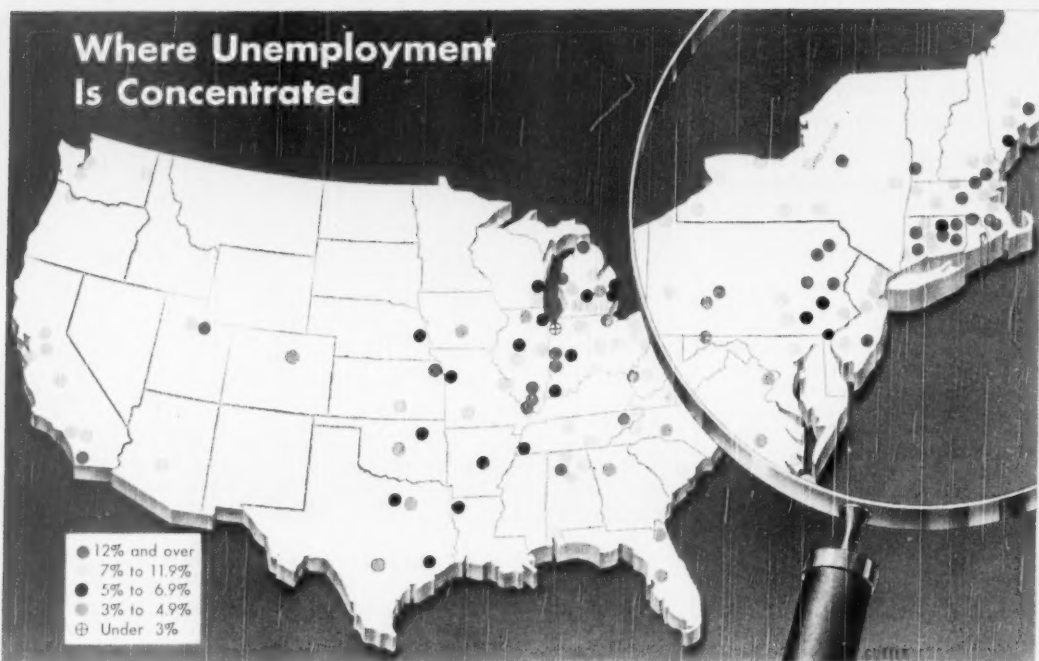 Where Unemployment
Is Concentrated
12% and over
7% to 11.9%
5% to 6.9%
3% to 4.9%
Under 3%